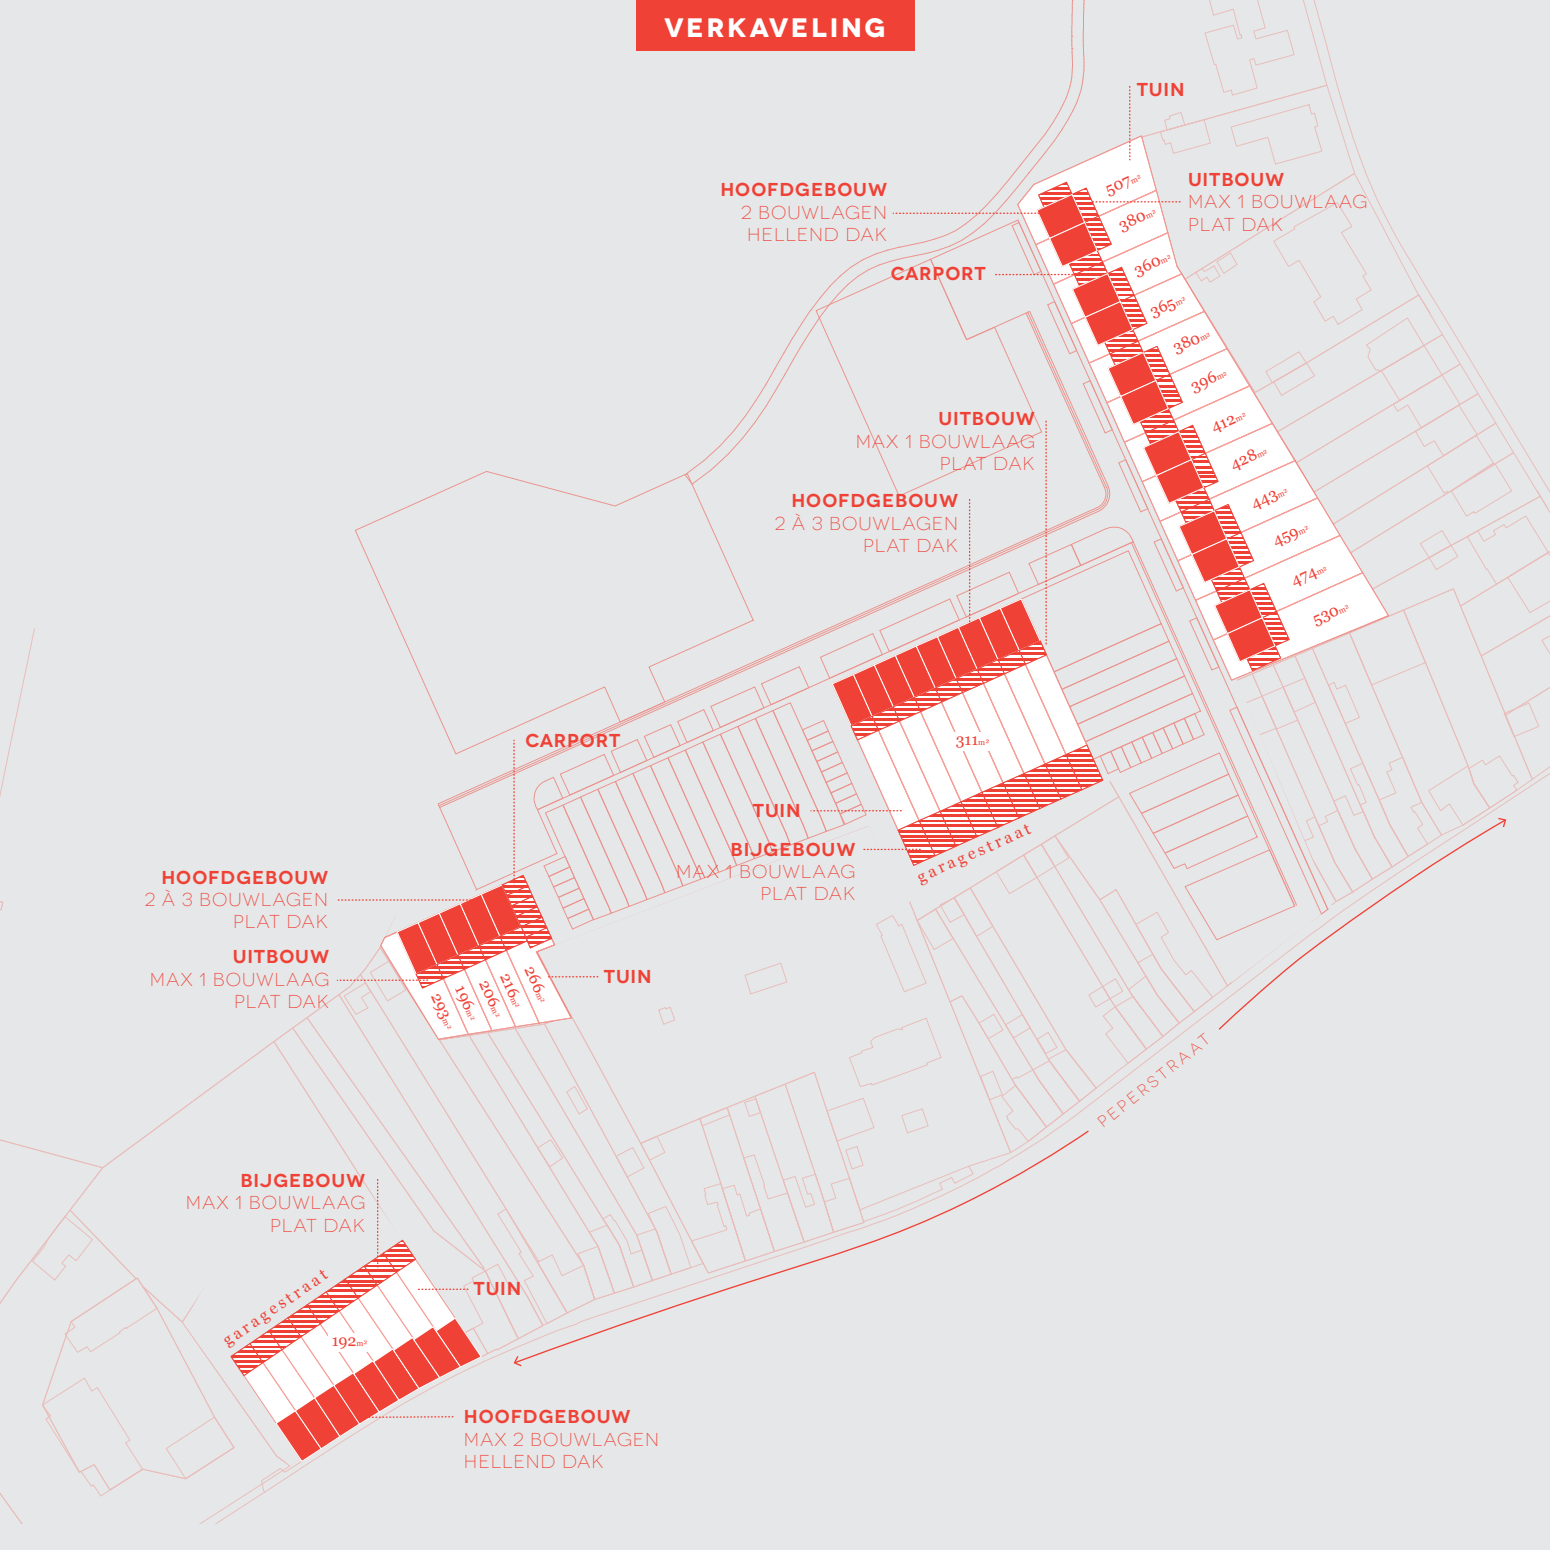 VERKAVELING
TUIN
HOOFDGEBOUW
2 BOUWLAGEN
HELLEND DAK
UITBOUW
MAX 1 BOUWLAAG
PLAT DAK
CARPORT
507m²
380m²
360m²
365m²
380m²
396m²
412m²
428m²
443m²
459m²
474m²
530m²
UITBOUW
MAX 1 BOUWLAAG
PLAT DAK
HOOFDGEBOUW
2 À 3 BOUWLAGEN
PLAT DAK
311m²
TUIN
BIJGEBOUW
MAX 1 BOUWLAAG
PLAT DAK
garagestraat
CARPORT
HOOFDGEBOUW
2 À 3 BOUWLAGEN
PLAT DAK
UITBOUW
MAX 1 BOUWLAAG
PLAT DAK
TUIN
293m²
196m²
206m²
216m²
266m²
PEPERSTRAAT
BIJGEBOUW
MAX 1 BOUWLAAG
PLAT DAK
garagestraat
TUIN
192m²
HOOFDGEBOUW
MAX 2 BOUWLAGEN
HELLEND DAK